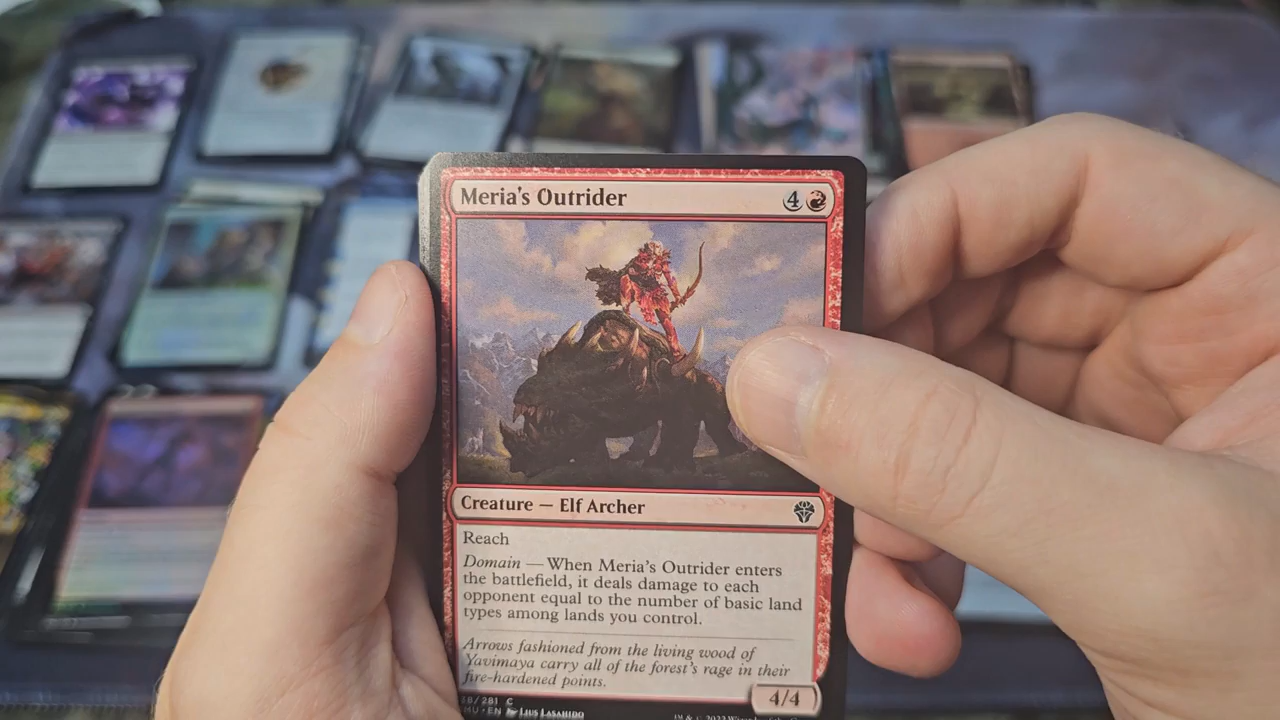 Meria's Outrider 4
Creature — Elf Archer
Reach
Domain — When Meria's Outrider enters
the battlefield, it deals damage to each
opponent equal to the number of basic land
types among lands you control.
Arrows fashioned from the living wood of
Yavimaya carry all of the forest's rage in their
fire-hardened points.
4/4
/281 C
EN LIUS LASAHIDO